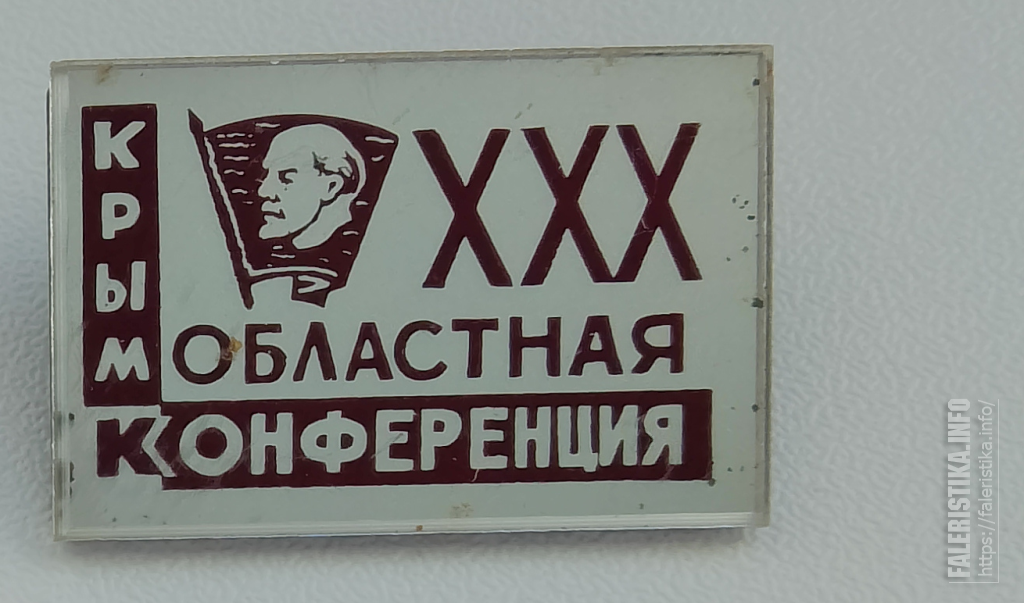 КРЫМ
XXX
ОБЛАСТНАЯ
КОНФЕРЕНЦИЯ
FALERISTIKA.INFO
https://faleristika.info/